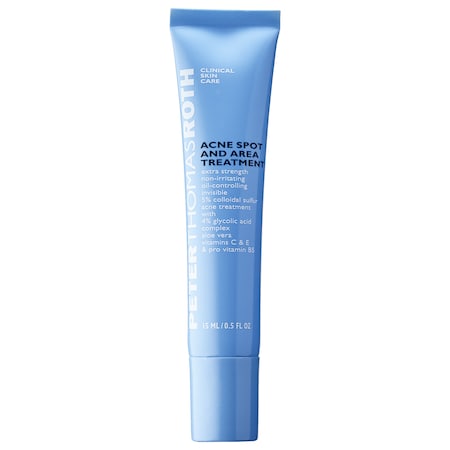 PETER THOMAS ROTH
CLINICAL
SKIN
CARE
ACNE SPOT
AND AREA
TREATMENT
extra strength
non-irritating
oil-controlling
invisible
5% colloidal sulfur
acne treatment
with
4% glycolic acid
complex
aloe vera
vitamins C & E
& pro vitamin B5
15 ML/0.5 FL OZ